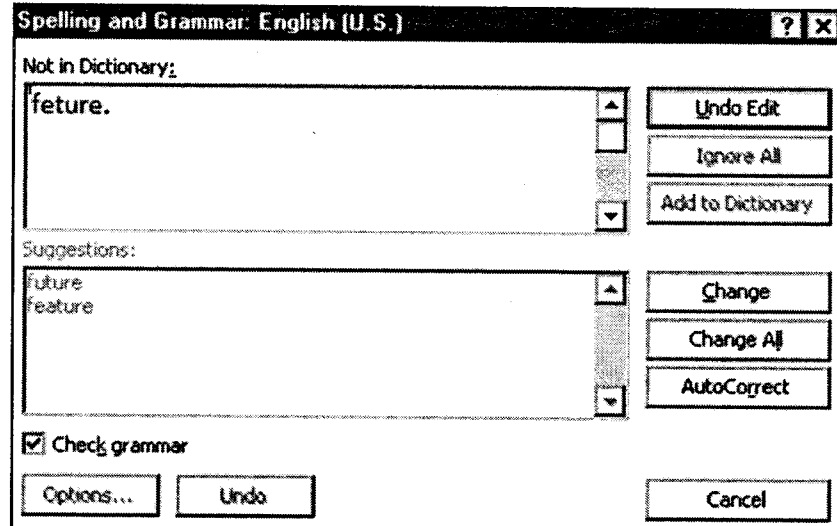 Spelling and Grammar: English (U.S.)
Not in Dictionary:
feture.
Undo Edit
Ignore All
Add to Dictionary
Suggestions:
future
feature
Change
Change All
AutoCorrect
Check grammar
Options...
Undo
Cancel